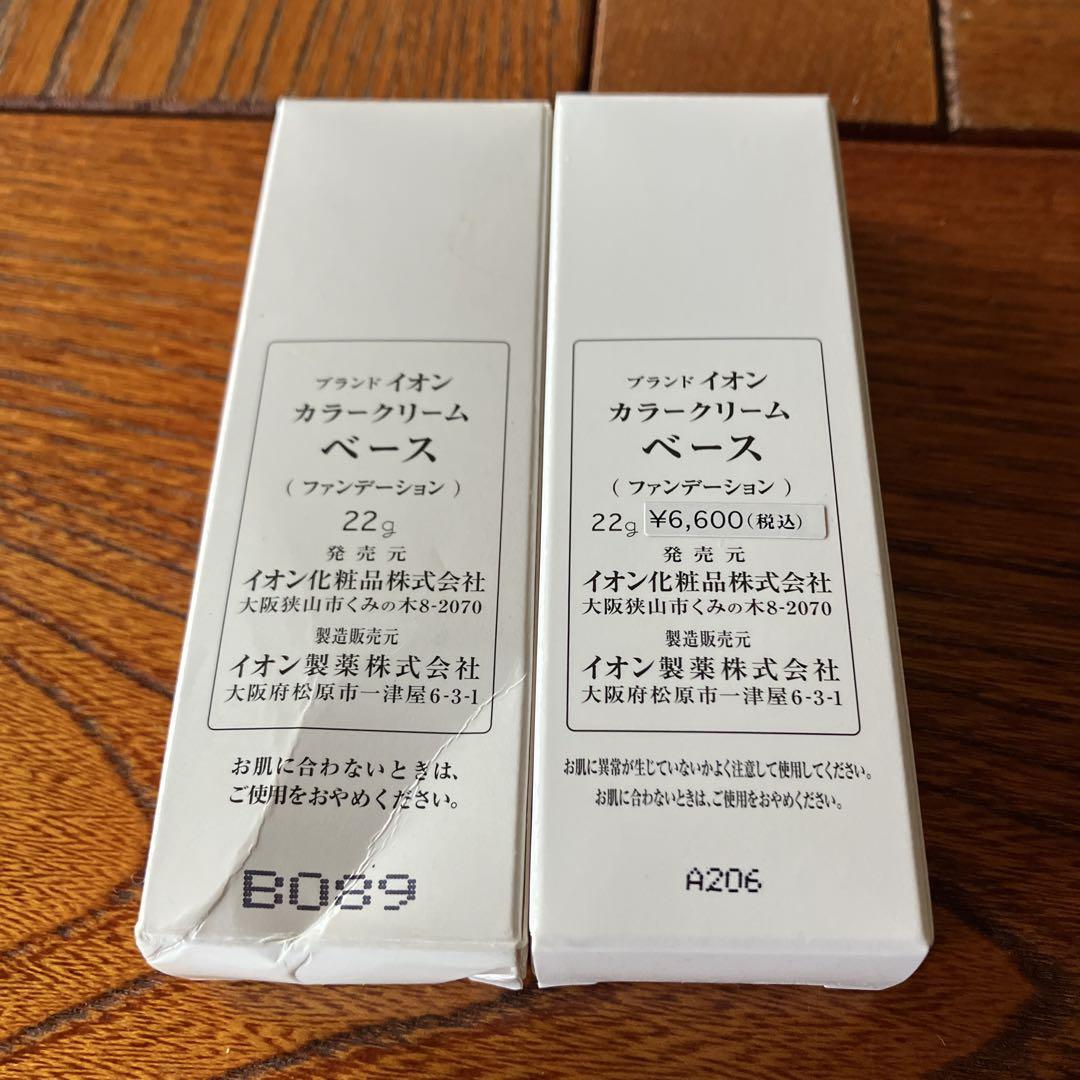 ブランド イオン
カラークリーム
ベース
( ファンデーション )
22g
発 売 元
イオン化粧品株式会社
大阪狭山市くみの木8-2070
製造販売元
イオン製薬株式会社
大阪府松原市一津屋6-3-1
お肌に合わないときは、
ご使用をおやめください。
B089
ブランド イオン
カラークリーム
ベース
( ファンデーション )
22g ¥6,600(税込)
発 売 元
イオン化粧品株式会社
大阪狭山市くみの木8-2070
製造販売元
イオン製薬株式会社
大阪府松原市一津屋6-3-1
お肌に異常が生じていないかよく注意して使用してください。
お肌に合わないときは、ご使用をおやめください。
A206